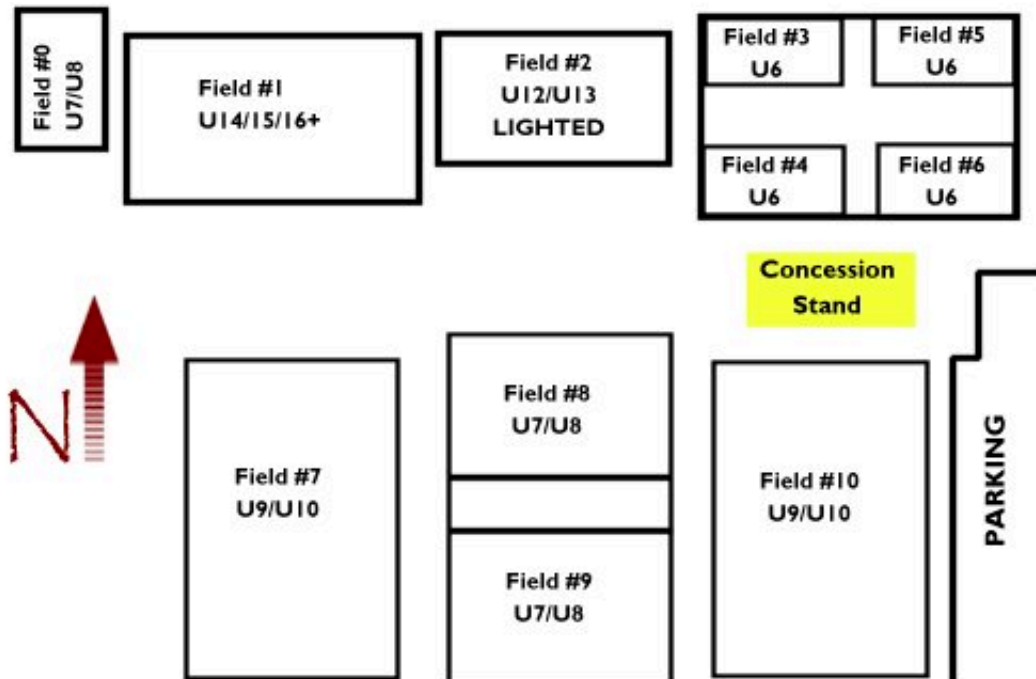 Field #0
U7/U8
Field #1
U14/15/16+
Field #2
U12/U13
LIGHTED
Field #3
U6
Field #5
U6
Field #4
U6
Field #6
U6
Concession
Stand
N
Field #7
U9/U10
Field #8
U7/U8
Field #9
U7/U8
Field #10
U9/U10
PARKING